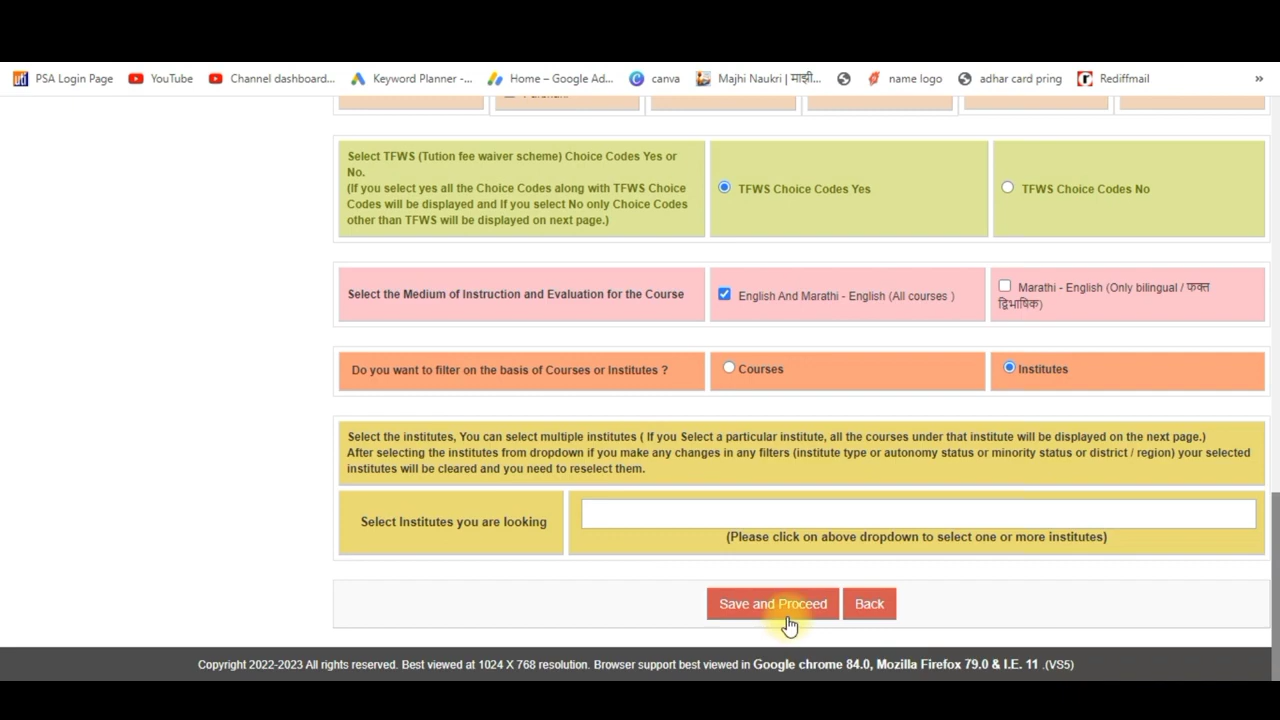 PSA Login Page YouTube Channel dashboard... Keyword Planner -... Home – Google Ad... canva Majhi Naukri | माझी... name logo adhar card pring Rediffmail »
Select TFWS (Tution fee waiver scheme) Choice Codes Yes or
No.
(If you select yes all the Choice Codes along with TFWS Choice
Codes will be displayed and If you select No only Choice Codes
other than TFWS will be displayed on next page.)
TFWS Choice Codes Yes
TFWS Choice Codes No
Select the Medium of Instruction and Evaluation for the Course
English And Marathi - English (All courses )
Marathi - English (Only bilingual / फक्त
द्विभाषिक)
Do you want to filter on the basis of Courses or Institutes ?
Courses
Institutes
Select the institutes, You can select multiple institutes ( If you Select a particular institute, all the courses under that institute will be displayed on the next page.)
After selecting the institutes from dropdown if you make any changes in any filters (institute type or autonomy status or minority status or district / region) your selected
institutes will be cleared and you need to reselect them.
Select Institutes you are looking
(Please click on above dropdown to select one or more institutes)
Save and Proceed Back
Copyright 2022-2023 All rights reserved. Best viewed at 1024 X 768 resolution. Browser support best viewed in Google chrome 84.0, Mozilla Firefox 79.0 & I.E. 11 .(VS5)